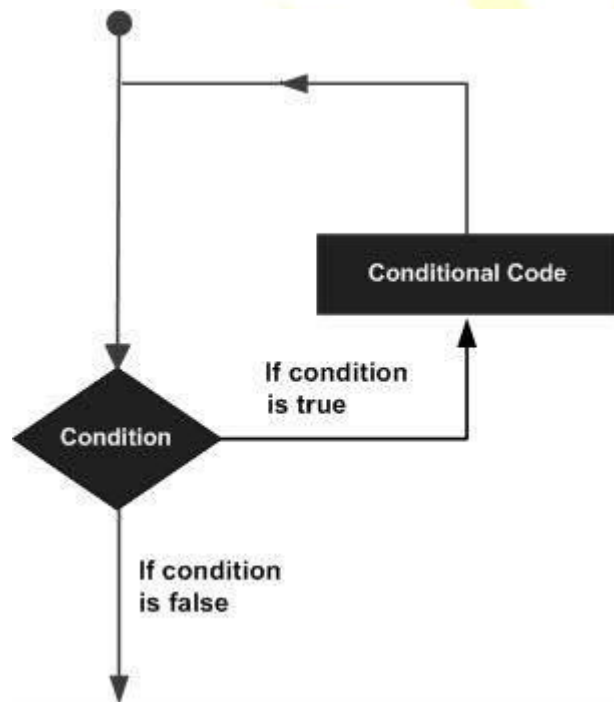 Conditional Code
If condition
is true
Condition
If condition
is false